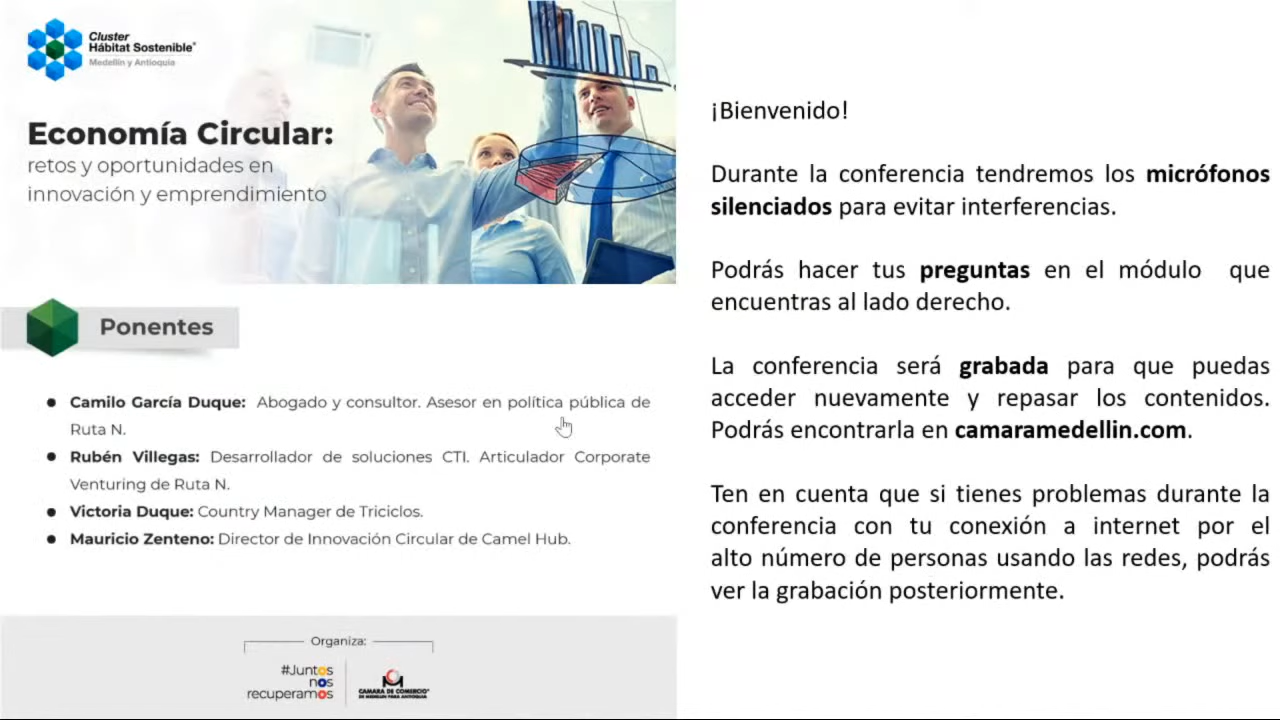 Cluster
Hábitat Sostenible®
Medellín y Antioquia
Economía Circular:
retos y oportunidades en
innovación y emprendimiento
Ponentes
● Camilo García Duque: Abogado y consultor. Asesor en política pública de
Ruta N.
● Rubén Villegas: Desarrollador de soluciones CTI. Articulador Corporate
Venturing de Ruta N.
● Victoria Duque: Country Manager de Triciclos.
● Mauricio Zenteno: Director de Innovación Circular de Camel Hub.
Organiza:
#Juntos
nos
recuperamos
CAMARA DE COMERCIO®
DE MEDELLIN PARA ANTIOQUIA
¡Bienvenido!
Durante la conferencia tendremos los micrófonos
silenciados para evitar interferencias.
Podrás hacer tus preguntas en el módulo que
encuentras al lado derecho.
La conferencia será grabada para que puedas
acceder nuevamente y repasar los contenidos.
Podrás encontrarla en camaramedellin.com.
Ten en cuenta que si tienes problemas durante la
conferencia con tu conexión a internet por el
alto número de personas usando las redes, podrás
ver la grabación posteriormente.